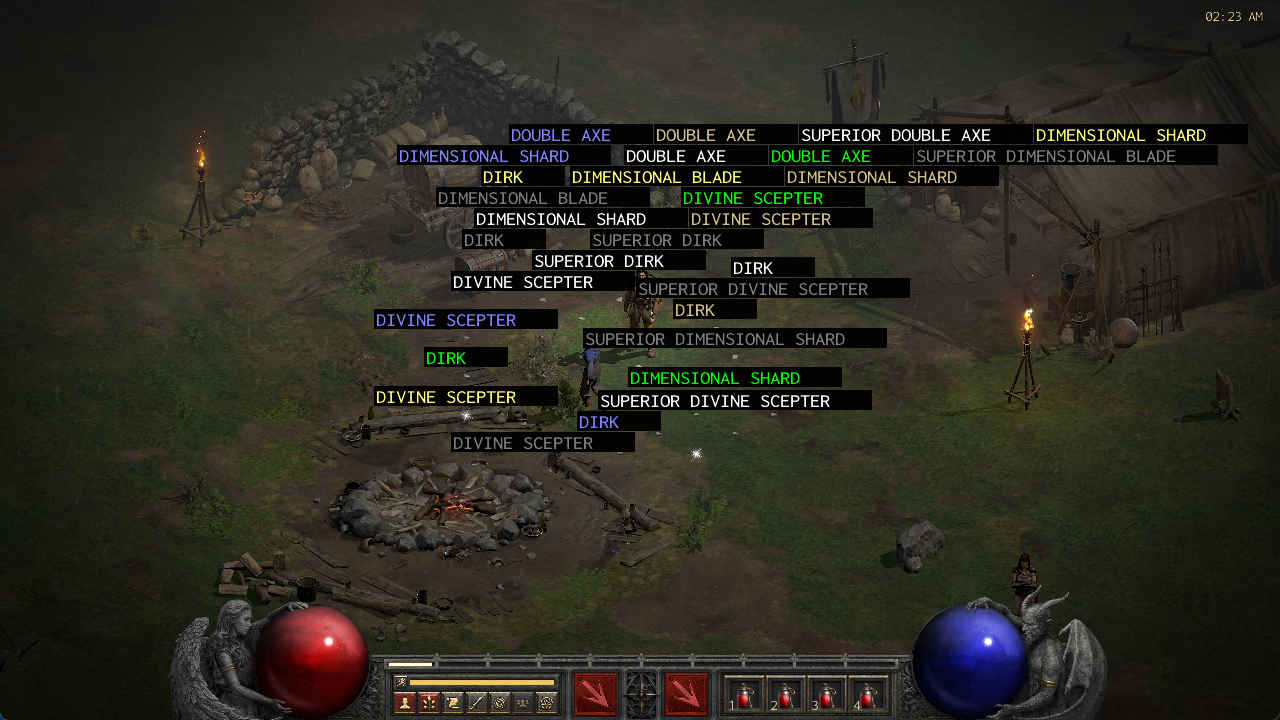 02:23 AM
DOUBLE AXE DOUBLE AXE SUPERIOR DOUBLE AXE DIMENSIONAL SHARD
DIMENSIONAL SHARD DOUBLE AXE DOUBLE AXE SUPERIOR DIMENSIONAL BLADE
DIRK DIMENSIONAL BLADE DIMENSIONAL SHARD
DIMENSIONAL BLADE DIVINE SCEPTER
DIMENSIONAL SHARD DIVINE SCEPTER
DIRK SUPERIOR DIRK
SUPERIOR DIRK DIRK
DIVINE SCEPTER SUPERIOR DIVINE SCEPTER
DIRK
DIVINE SCEPTER
SUPERIOR DIMENSIONAL SHARD
DIRK
DIMENSIONAL SHARD
DIVINE SCEPTER SUPERIOR DIVINE SCEPTER
DIRK
DIVINE SCEPTER
1 2 3 4